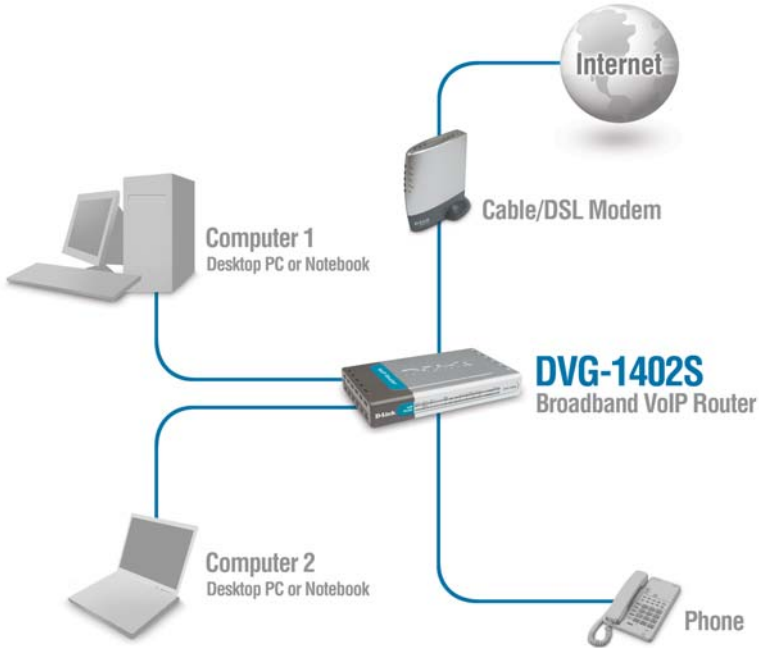 Internet
Cable/DSL Modem
Computer 1
Desktop PC or Notebook
DVG-1402S
Broadband VoIP Router
D-Link
Computer 2
Desktop PC or Notebook
Phone